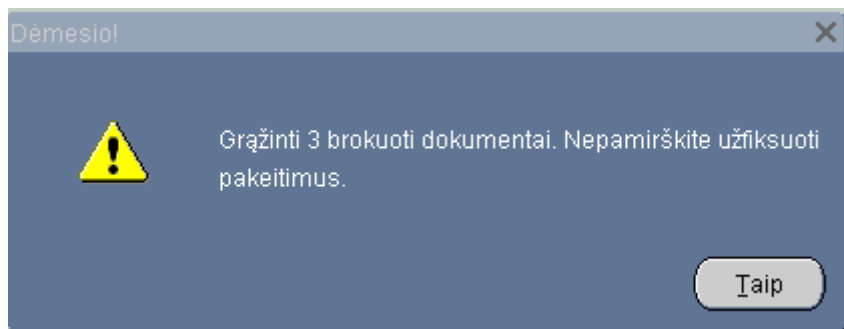 Dėmesio!
Grąžinti 3 brokuoti dokumentai. Nepamirškite užfiksuoti
pakeitimus.
Taip